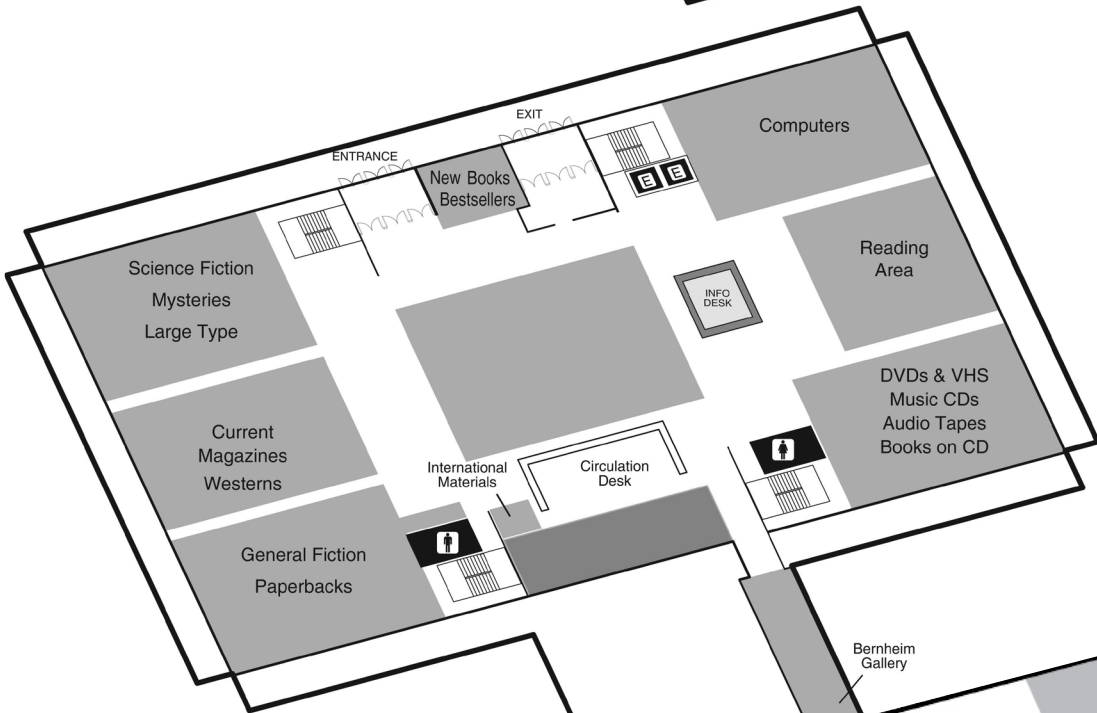 EXIT
ENTRANCE
Computers
New Books
Bestsellers
E E
Science Fiction
Mysteries
Large Type
Reading
Area
INFO
DESK
DVDs & VHS
Music CDs
Audio Tapes
Books on CD
Current
Magazines
Westerns
International
Materials
Circulation
Desk
General Fiction
Paperbacks
Bernheim
Gallery